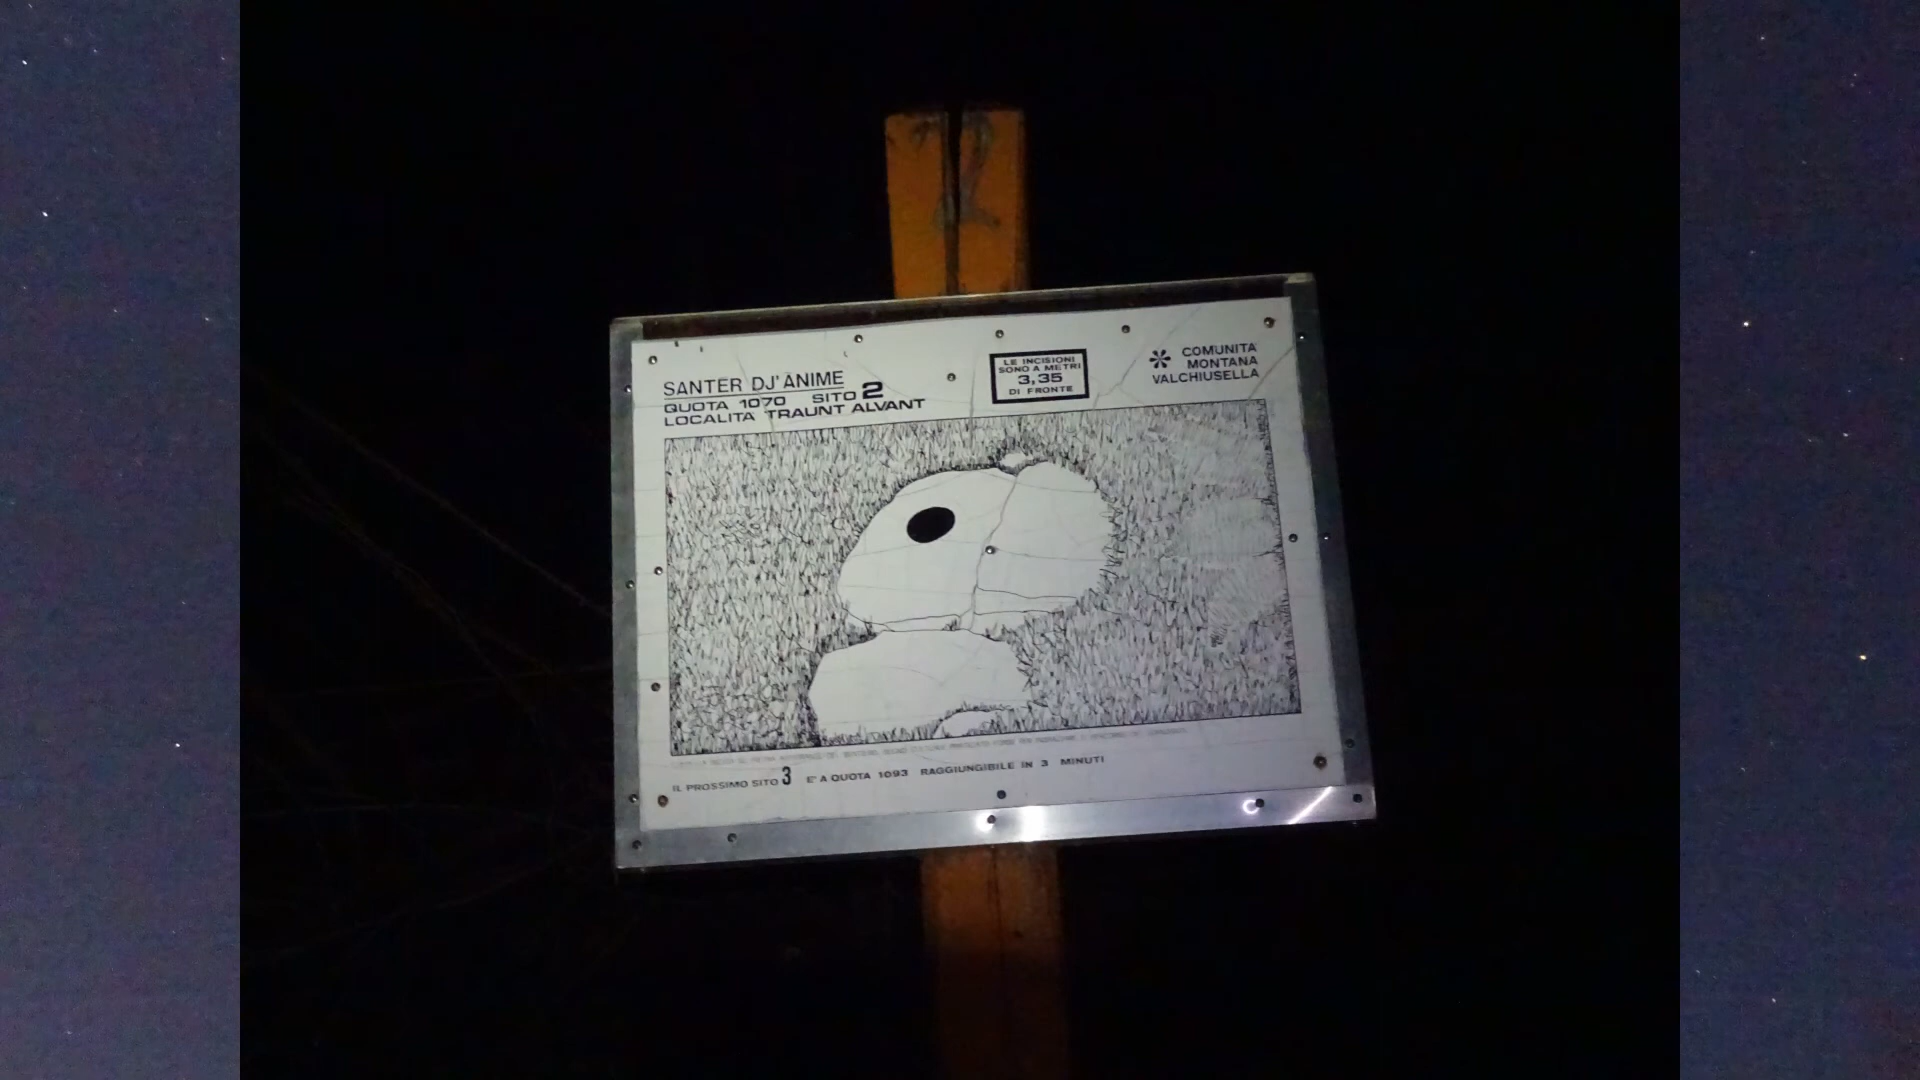 SANTER DJ'ÀNIME
QUOTA 1070 SITO 2
LOCALITA TRAUNT ALVANT
LE INCISIONI
SONO A METRI
3,35
DI FRONTE
COMUNITA
MONTANA
VALCHIUSELLA
IL PROSSIMO SITO 3 E' A QUOTA 1093 RAGGIUNGIBILE IN 3 MINUTI